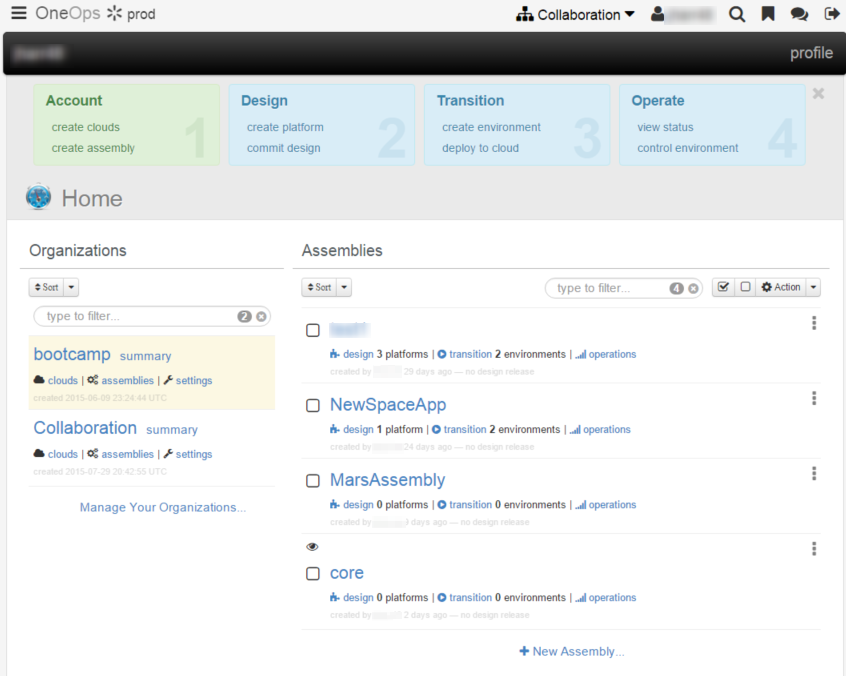 OneOps prod Collaboration
profile
Account
create clouds
create assembly
1
Design
create platform
commit design
2
Transition
create environment
deploy to cloud
3
Operate
view status
control environment
4
Home
Organizations
Sort
type to filter... 2
bootcamp summary
clouds | assemblies | settings
created 2015-06-09 23:24:44 UTC
Collaboration summary
clouds | assemblies | settings
created 2015-07-29 20:42:55 UTC
Manage Your Organizations...
Assemblies
Sort type to filter... 4 Action
design 3 platforms | transition 2 environments | operations
created by 29 days ago — no design release
NewSpaceApp
design 1 platform | transition 2 environments | operations
created by 24 days ago — no design release
MarsAssembly
design 0 platforms | transition 0 environments | operations
created by days ago — no design release
core
design 0 platforms | transition 0 environments | operations
created by 2 days ago — no design release
New Assembly...